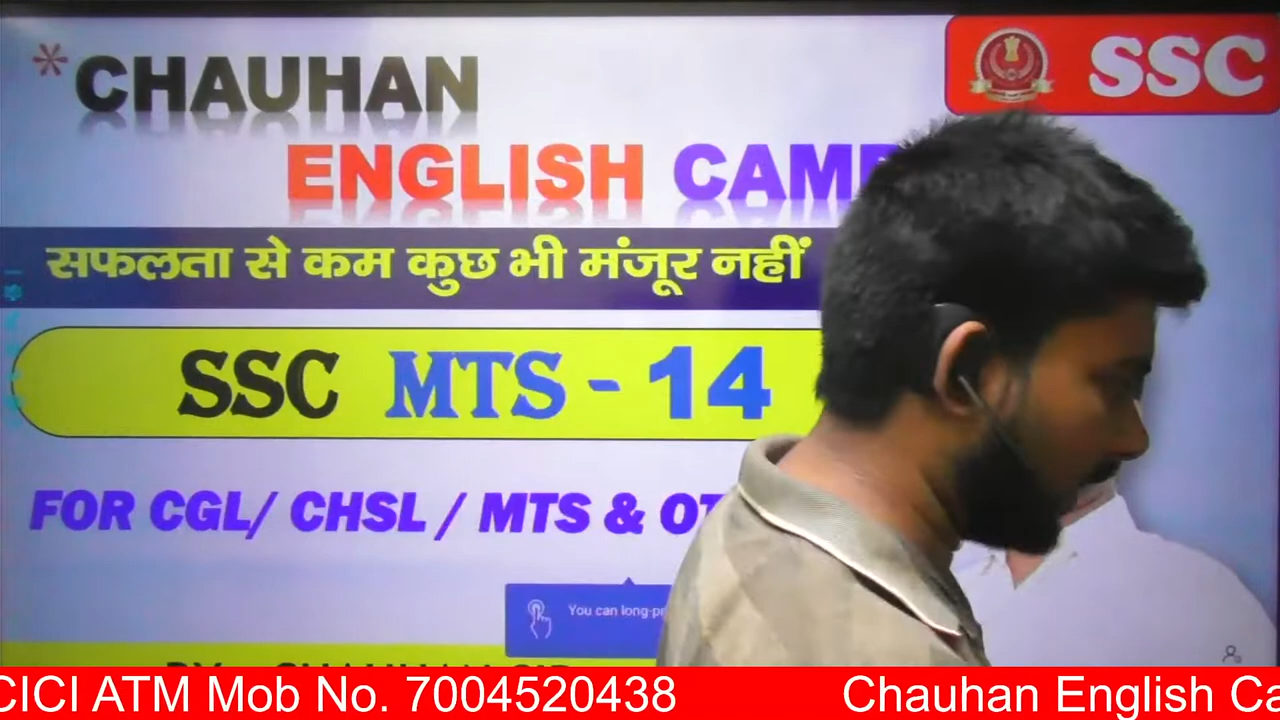 *CHAUHAN
SSC
ENGLISH CAMP
सफलता से कम कुछ भी मंजूर नहीं
SSC MTS - 14
FOR CGL/ CHSL / MTS & OT
You can long-pr
CICI ATM Mob No. 7004520438 Chauhan English Ca